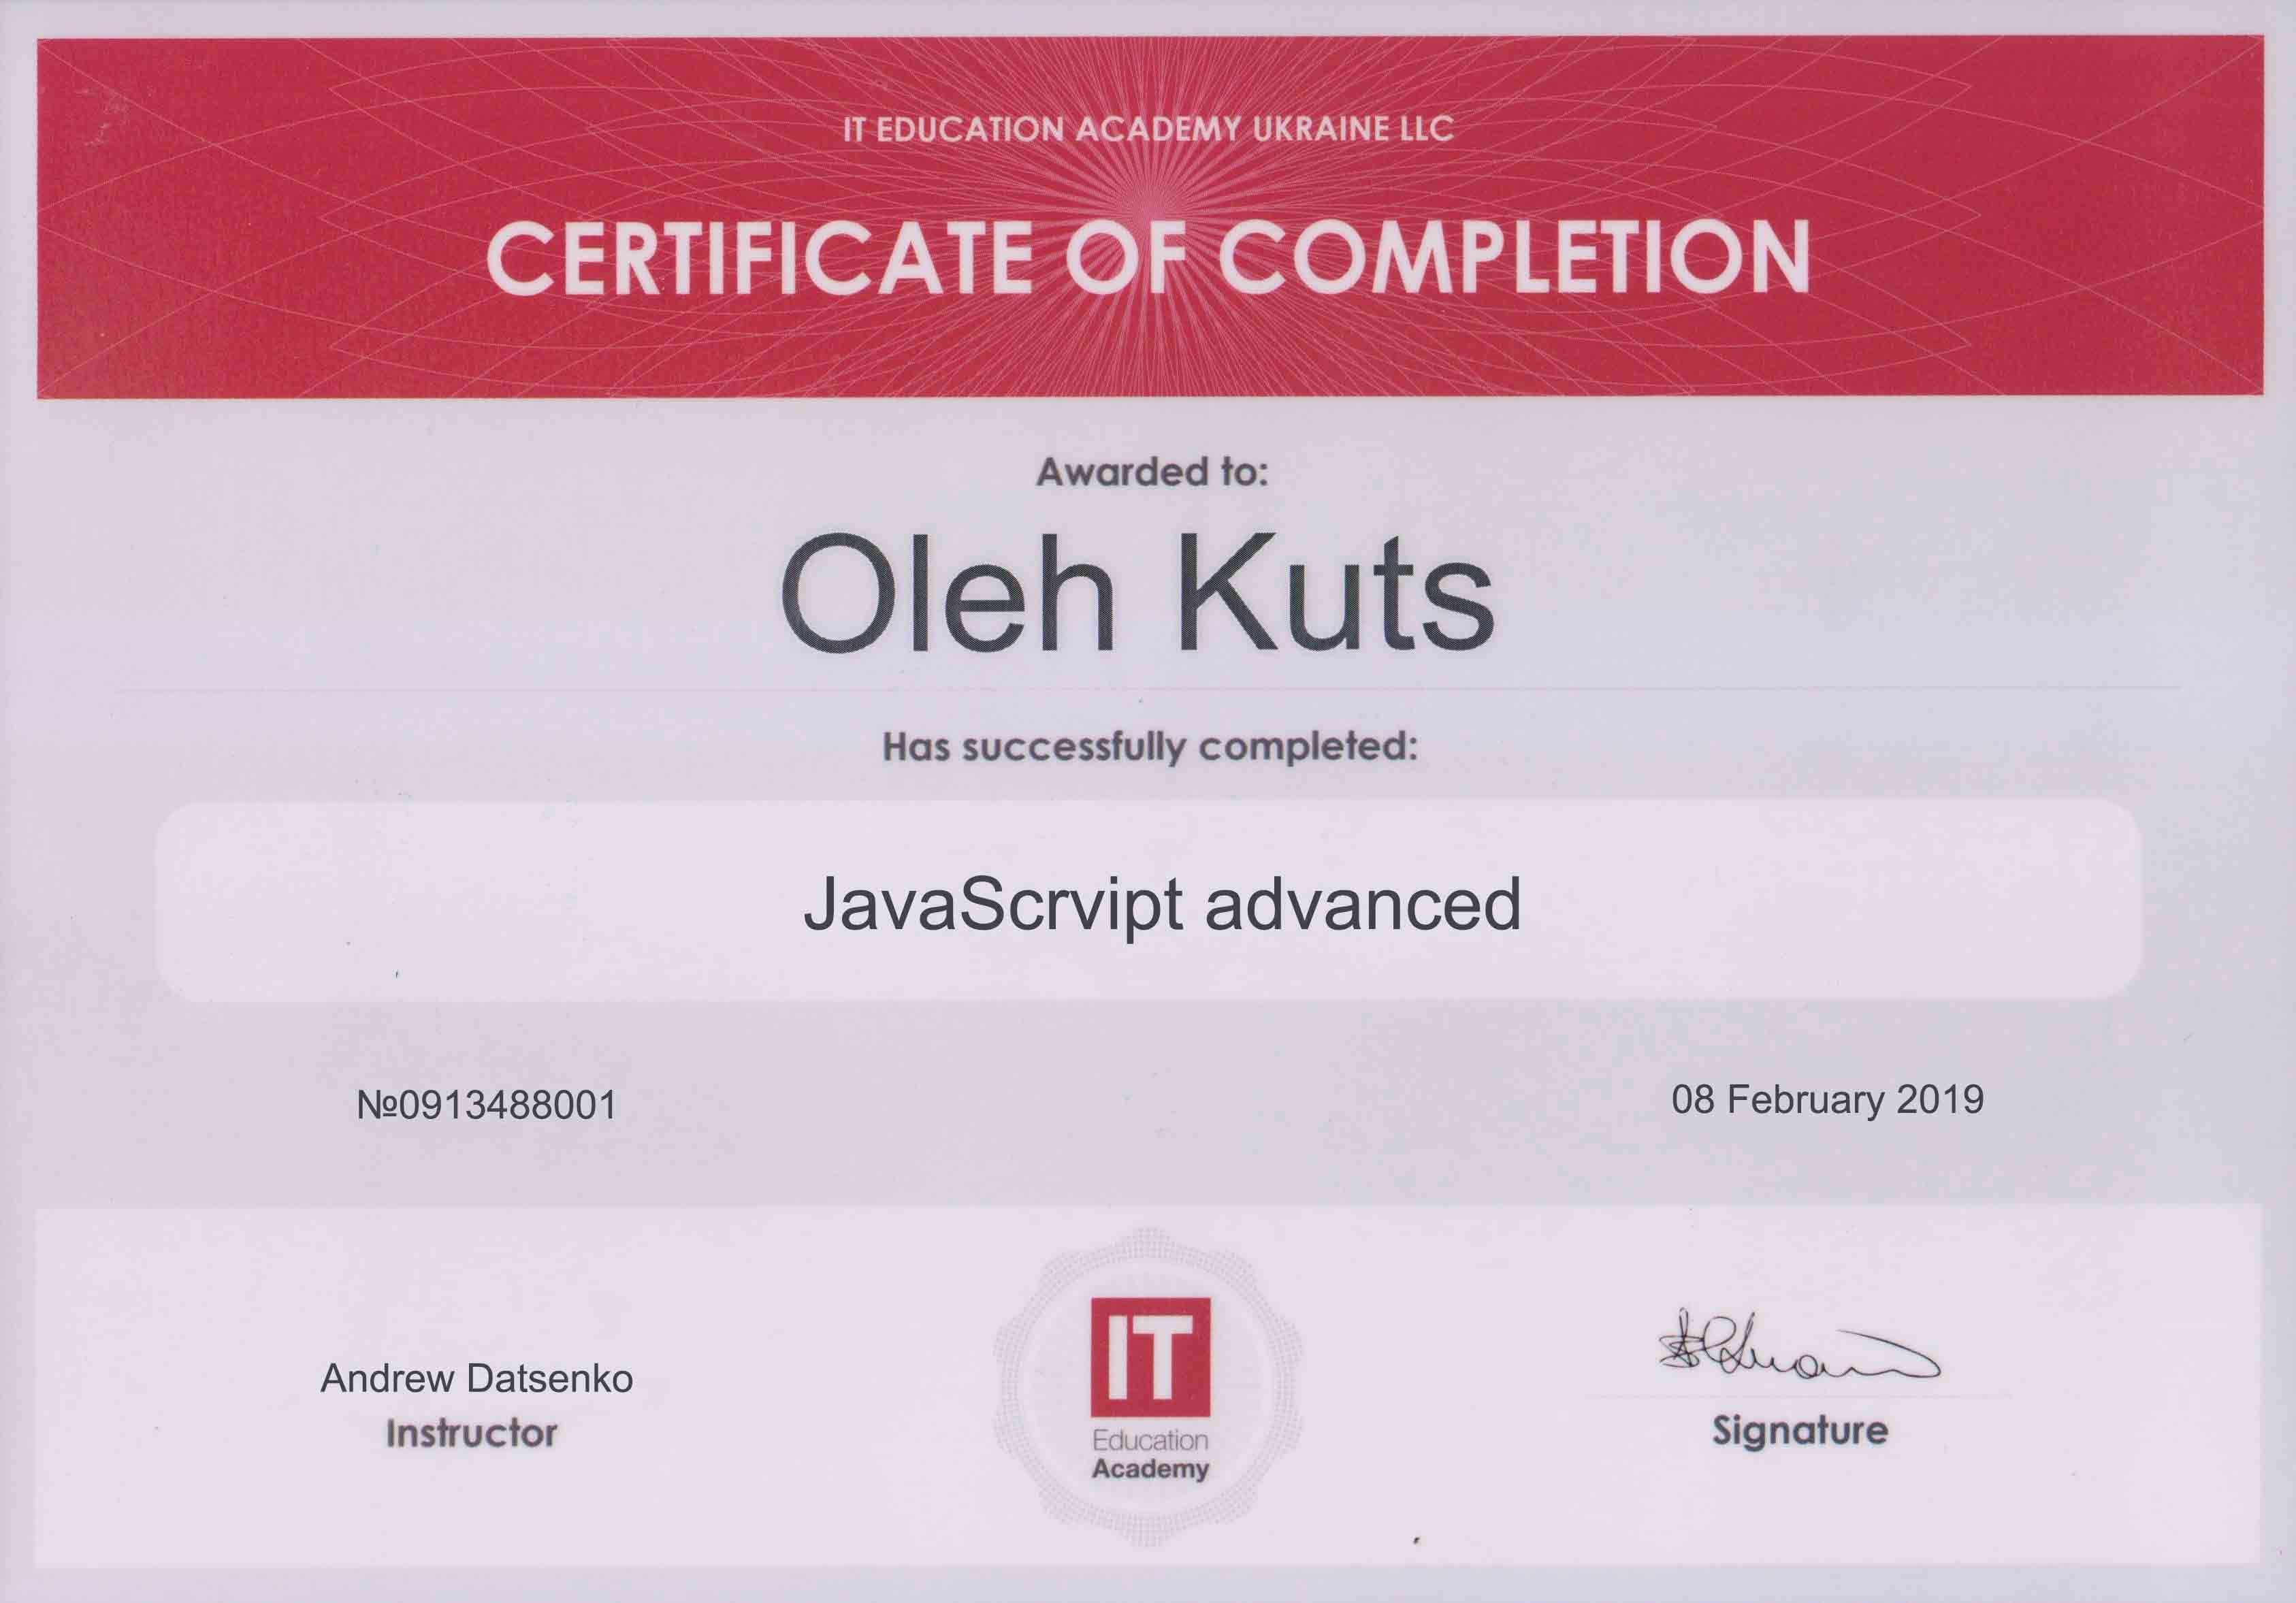 IT EDUCATION ACADEMY UKRAINE LLC
CERTIFICATE OF COMPLETION
Awarded to:
Oleh Kuts
Has successfully completed:
JavaScrvipt advanced
№0913488001
08 February 2019
Andrew Datsenko
Instructor
IT
Education
Academy
Signature